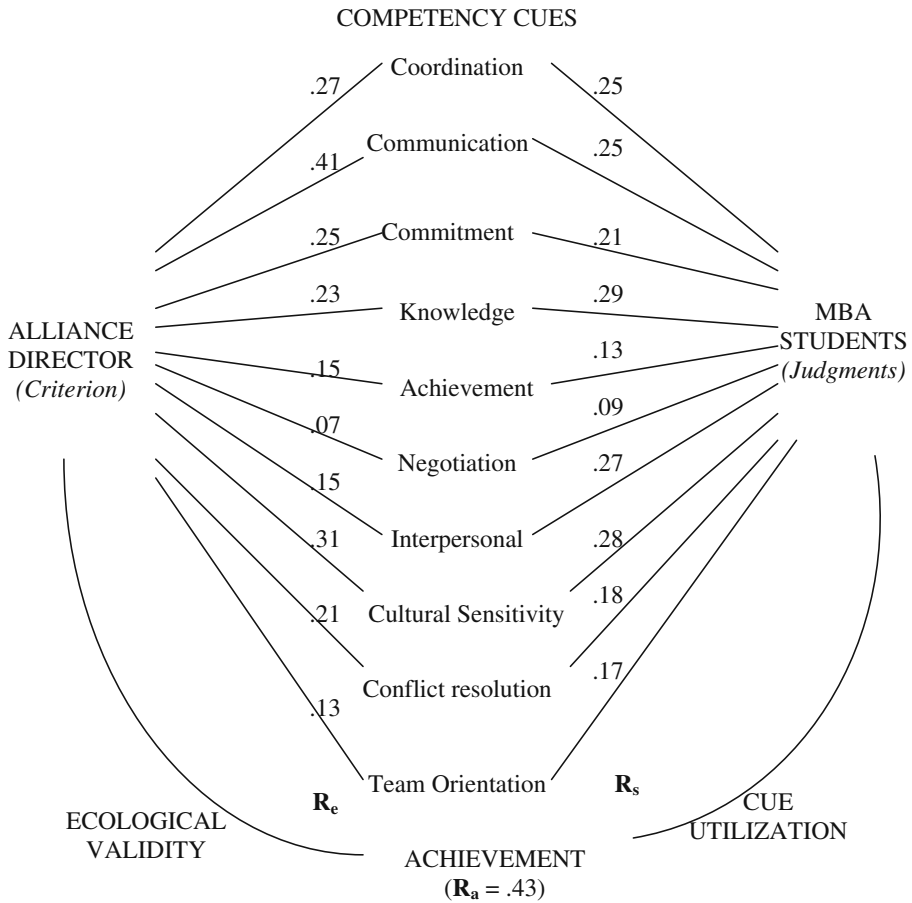 COMPETENCY CUES
Coordination
.27
.25
Communication
.41
.25
Commitment
.25
.21
Knowledge
.23
.29
ALLIANCE
DIRECTOR
(Criterion)
MBA
STUDENTS
(Judgments)
Achievement
.15
.13
Negotiation
.07
.09
Interpersonal
.15
.27
Cultural Sensitivity
.31
.28
Conflict resolution
.21
.18
Team Orientation
.13
.17
Re
Rs
ECOLOGICAL
VALIDITY
CUE
UTILIZATION
ACHIEVEMENT
(Ra = .43)